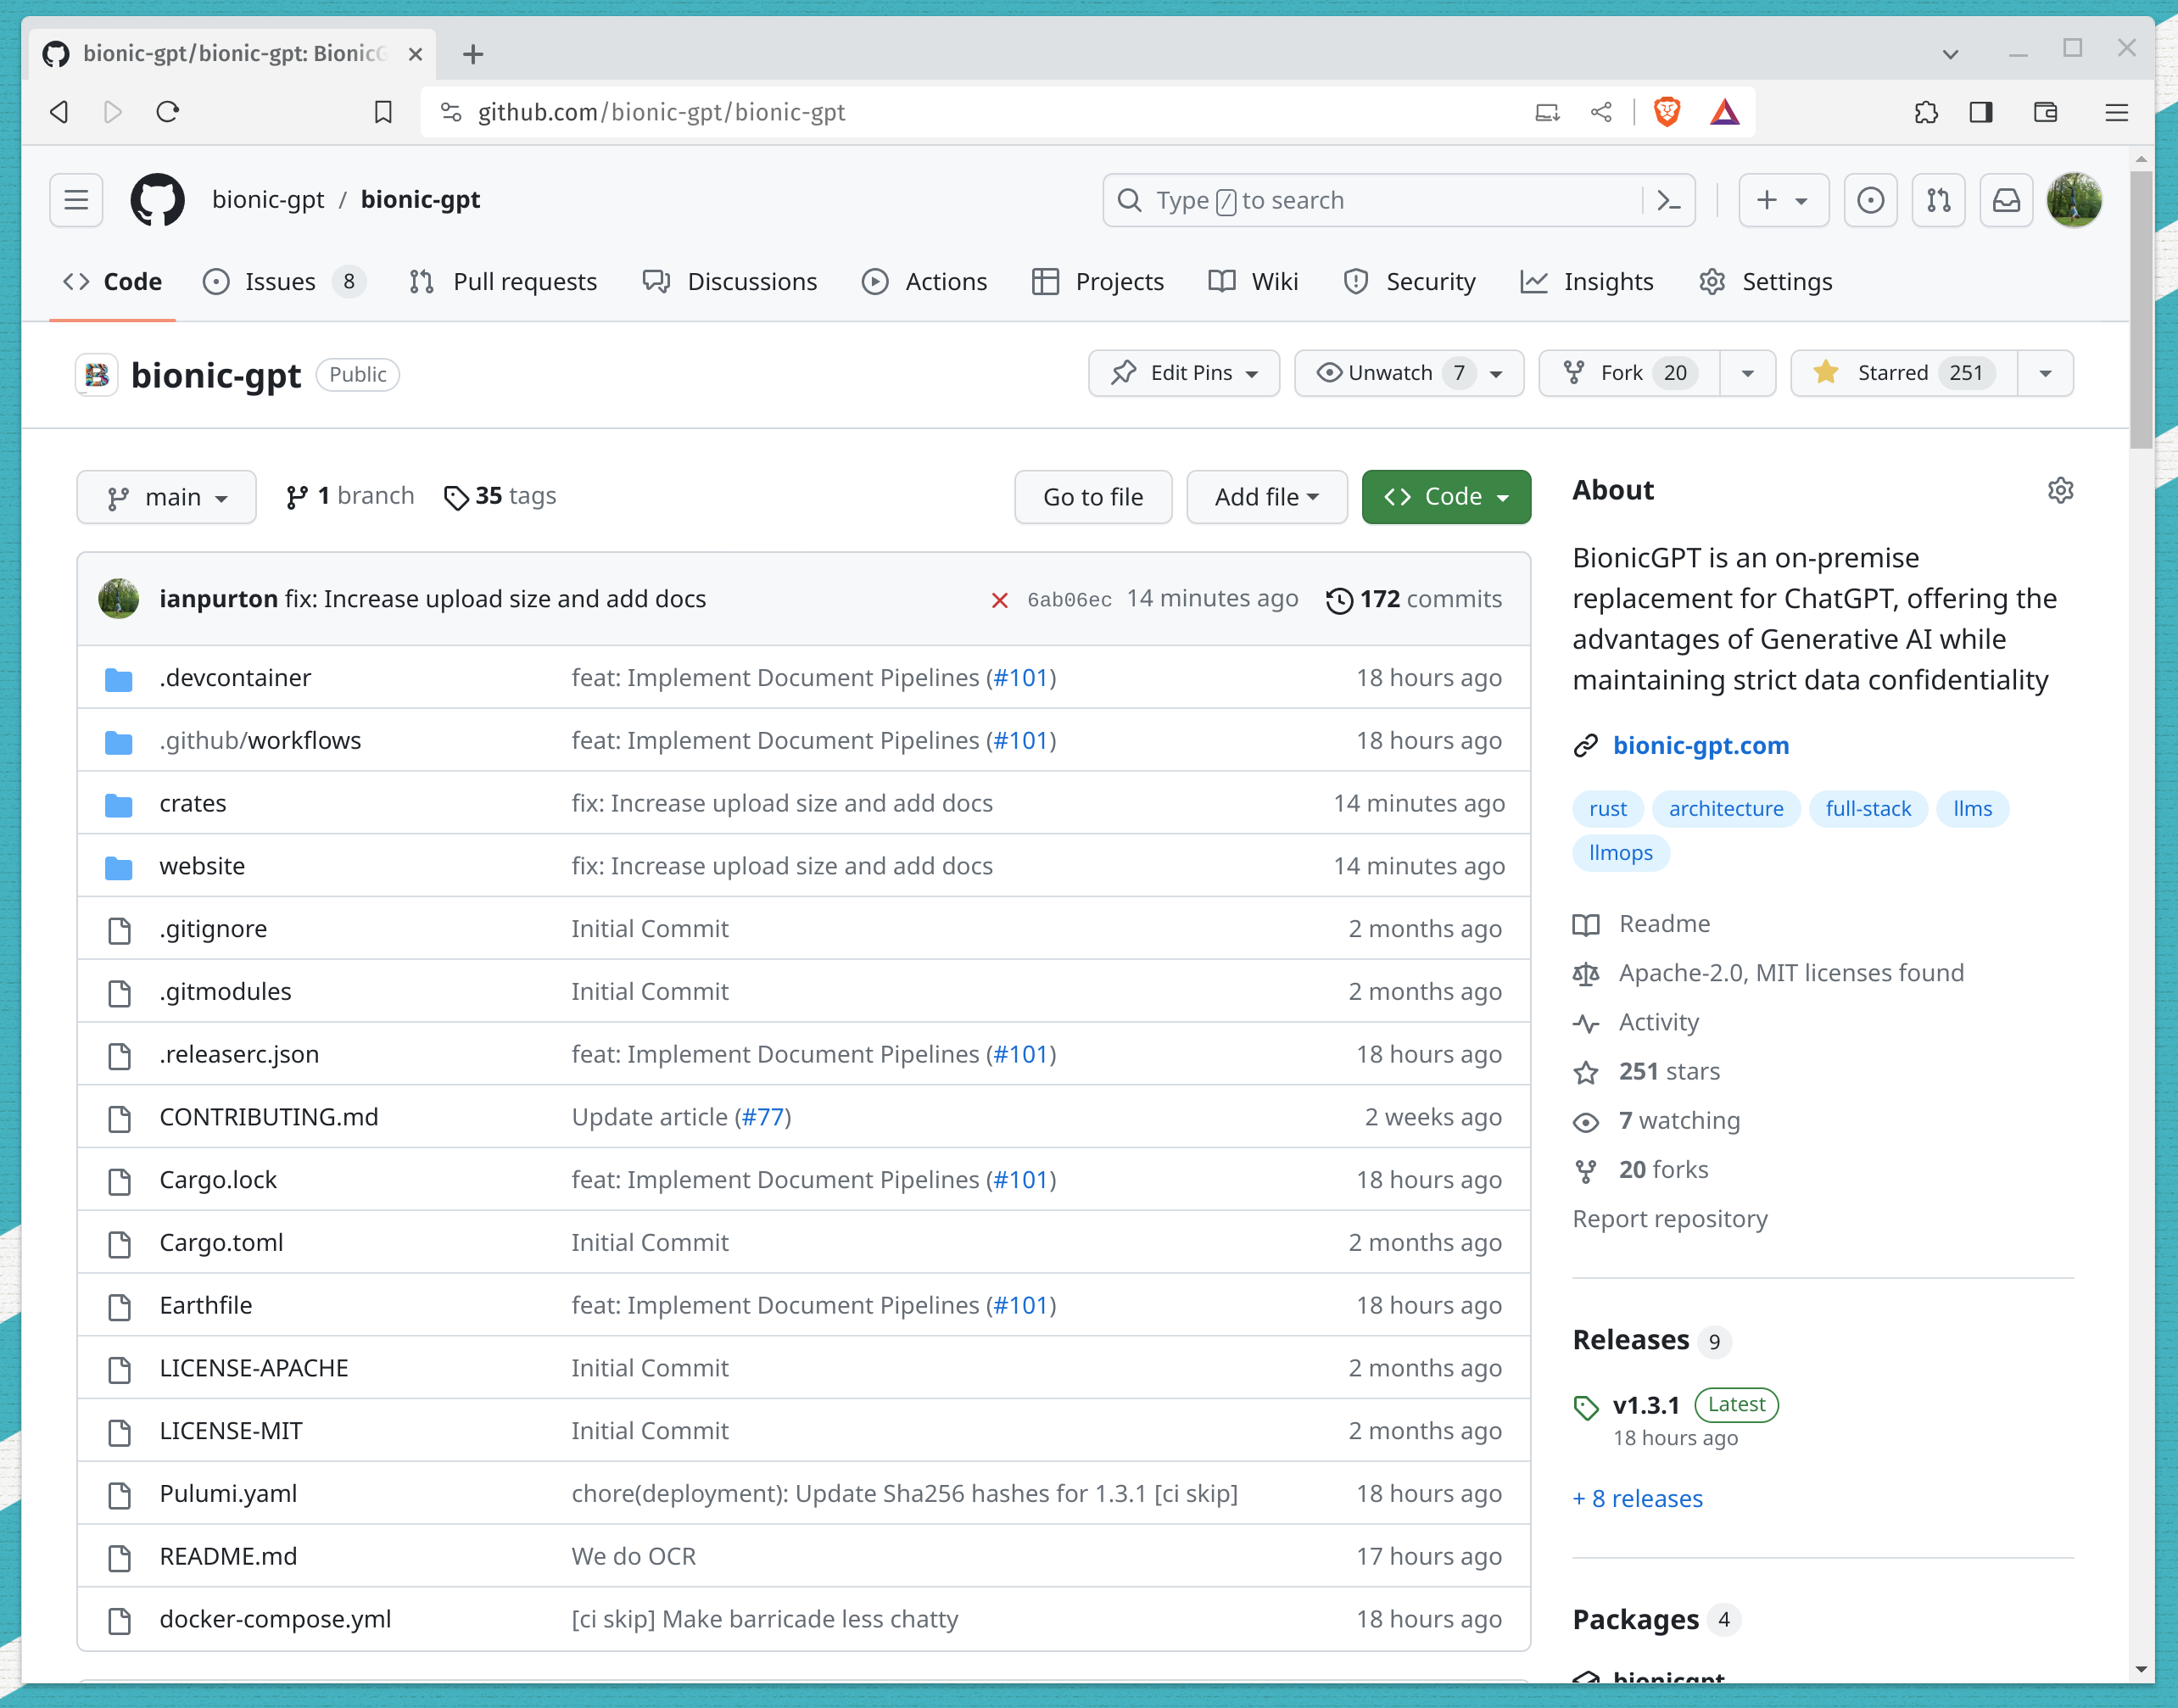 bionic-gpt/bionic-gpt: Bionic
github.com/bionic-gpt/bionic-gpt
bionic-gpt / bionic-gpt
Type / to search
Code Issues 8 Pull requests Discussions Actions Projects Wiki Security Insights Settings
bionic-gpt Public
Edit Pins Unwatch 7 Fork 20 Starred 251
main 1 branch 35 tags
Go to file Add file Code
ianpurton fix: Increase upload size and add docs 6ab06ec 14 minutes ago 172 commits
.devcontainer feat: Implement Document Pipelines (#101) 18 hours ago
.github/workflows feat: Implement Document Pipelines (#101) 18 hours ago
crates fix: Increase upload size and add docs 14 minutes ago
website fix: Increase upload size and add docs 14 minutes ago
.gitignore Initial Commit 2 months ago
.gitmodules Initial Commit 2 months ago
.releaserc.json feat: Implement Document Pipelines (#101) 18 hours ago
CONTRIBUTING.md Update article (#77) 2 weeks ago
Cargo.lock feat: Implement Document Pipelines (#101) 18 hours ago
Cargo.toml Initial Commit 2 months ago
Earthfile feat: Implement Document Pipelines (#101) 18 hours ago
LICENSE-APACHE Initial Commit 2 months ago
LICENSE-MIT Initial Commit 2 months ago
Pulumi.yaml chore(deployment): Update Sha256 hashes for 1.3.1 [ci skip] 18 hours ago
README.md We do OCR 17 hours ago
docker-compose.yml [ci skip] Make barricade less chatty 18 hours ago
About
BionicGPT is an on-premise
replacement for ChatGPT, offering the
advantages of Generative AI while
maintaining strict data confidentiality
bionic-gpt.com
rust architecture full-stack llms
llmops
Readme
Apache-2.0, MIT licenses found
Activity
251 stars
7 watching
20 forks
Report repository
Releases 9
v1.3.1 Latest
18 hours ago
+ 8 releases
Packages 4
bionicgpt